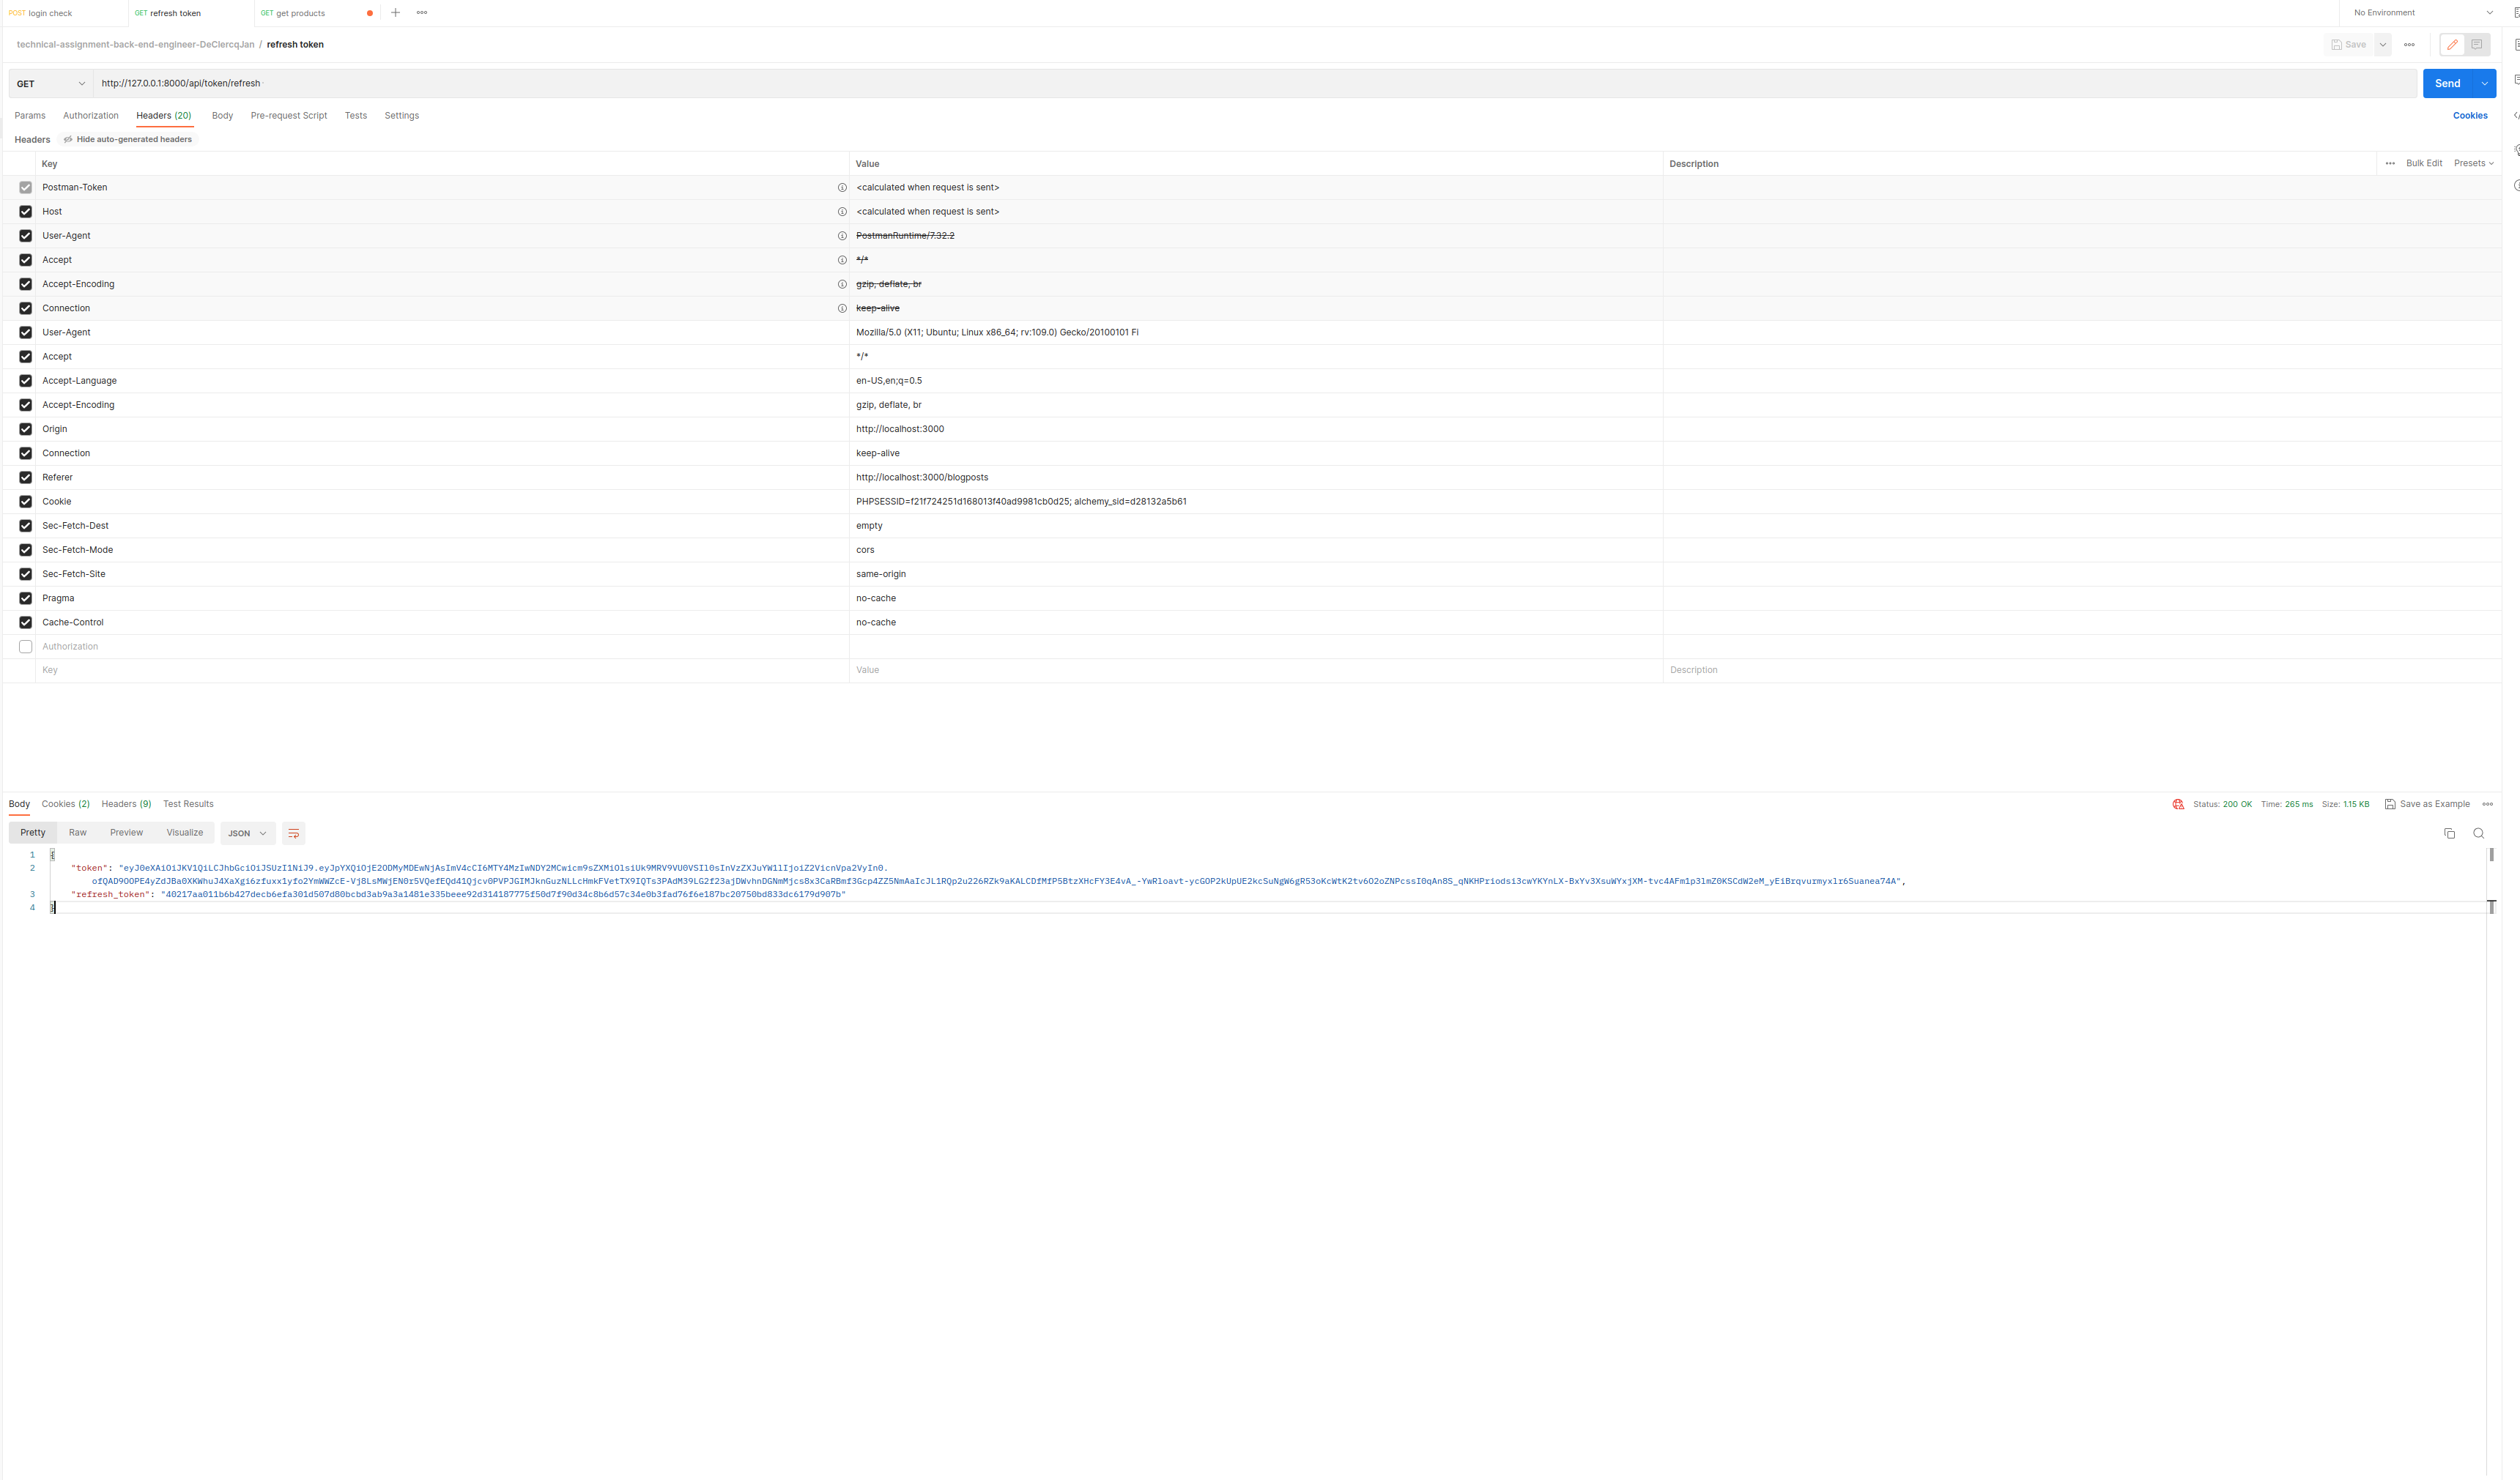 POST login check
GET refresh token
GET get products
No Environment
technical-assignment-back-end-engineer-DeClercqJan / refresh token
Save
GET
http://127.0.0.1:8000/api/token/refresh
Send
Params Authorization Headers (20) Body Pre-request Script Tests Settings
Cookies
Headers Hide auto-generated headers
Key Value Description Bulk Edit Presets
Postman-Token <calculated when request is sent>
Host <calculated when request is sent>
User-Agent PostmanRuntime/7.32.2
Accept */*
Accept-Encoding gzip, deflate, br
Connection keep-alive
User-Agent Mozilla/5.0 (X11; Ubuntu; Linux x86_64; rv:109.0) Gecko/20100101 Fi
Accept */*
Accept-Language en-US,en;q=0.5
Accept-Encoding gzip, deflate, br
Origin http://localhost:3000
Connection keep-alive
Referer http://localhost:3000/blogposts
Cookie PHPSESSID=f21f724251d168013f40ad9981cb0d25; alchemy_sid=d28132a5b61
Sec-Fetch-Dest empty
Sec-Fetch-Mode cors
Sec-Fetch-Site same-origin
Pragma no-cache
Cache-Control no-cache
Authorization
Key Value Description
Body Cookies (2) Headers (9) Test Results
Status: 200 OK Time: 265 ms Size: 1.15 KB Save as Example
Pretty Raw Preview Visualize JSON
1 {
2 "token":
3 "refresh_token":
4 }